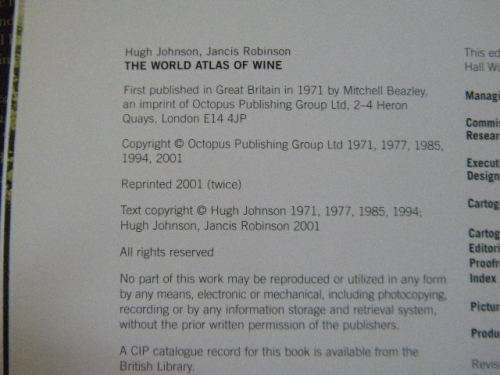 Hugh Johnson, Jancis Robinson
THE WORLD ATLAS OF WINE
First published in Great Britain in 1971 by Mitchell Beazley,
an imprint of Octopus Publishing Group Ltd, 2–4 Heron
Quays, London E14 4JP
Copyright © Octopus Publishing Group Ltd 1971, 1977, 1985,
1994, 2001
Reprinted 2001 (twice)
Text copyright © Hugh Johnson 1971, 1977, 1985, 1994;
Hugh Johnson, Jancis Robinson 2001
All rights reserved
No part of this work may be reproduced or utilized in any form
by any means, electronic or mechanical, including photocopying,
recording or by any information storage and retrieval system,
without the prior written permission of the publishers.
A CIP catalogue record for this book is available from the
British Library.
This ed
Hall Wi
Managi
Commis
Resear
Execut
Design
Cartog
Cartog
Editori
Proofr
Index
Pictur
Produ
Revis